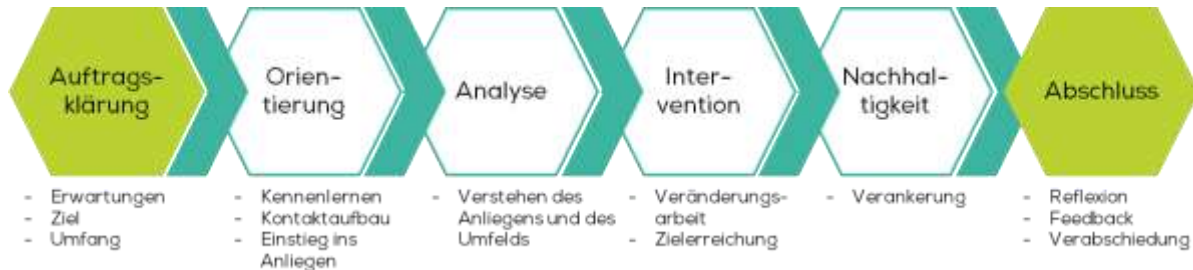 Auftrags-
klärung
Orien-
tierung
Analyse
Inter-
vention
Nachhal-
tigkeit
Abschluss
- Erwartungen
- Ziel
- Umfang
- Kennenlernen
- Kontaktaufbau
- Einstieg ins
Anliegen
- Verstehen des
Anliegens und des
Umfelds
- Veränderungs-
arbeit
- Zielerreichung
- Verankerung
- Reflexion
- Feedback
- Verabschiedung